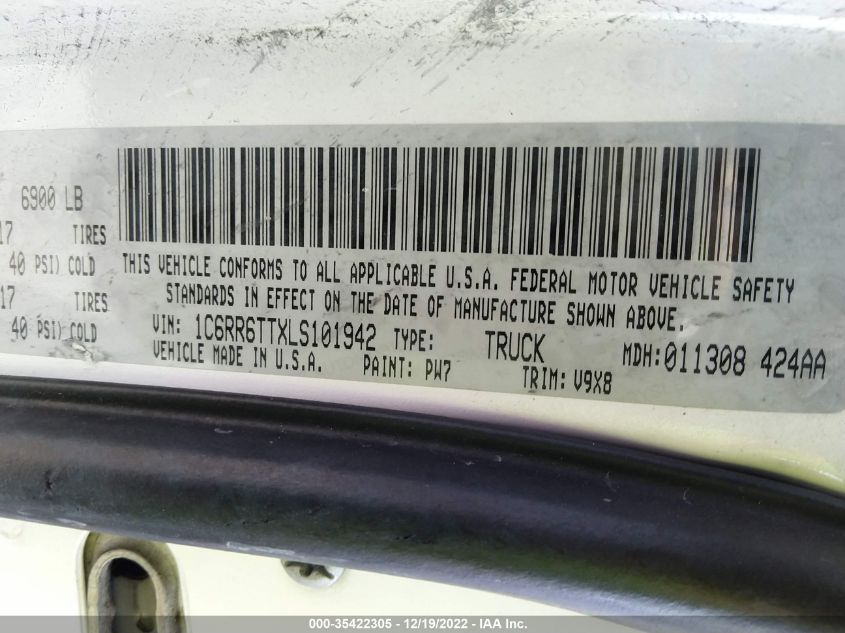 6900 LB
17 TIRES
40 PSI) COLD
17 TIRES
40 PSI) COLD
THIS VEHICLE CONFORMS TO ALL APPLICABLE U.S.A. FEDERAL MOTOR VEHICLE SAFETY
STANDARDS IN EFFECT ON THE DATE OF MANUFACTURE SHOWN ABOVE.
VIN: 1C6RR6TTXLS101942 TYPE: TRUCK MDH:011308 424AA
VEHICLE MADE IN U.S.A. PAINT: PW7 TRIM: V9X8
000-35422305 - 12/19/2022 - IAA Inc.